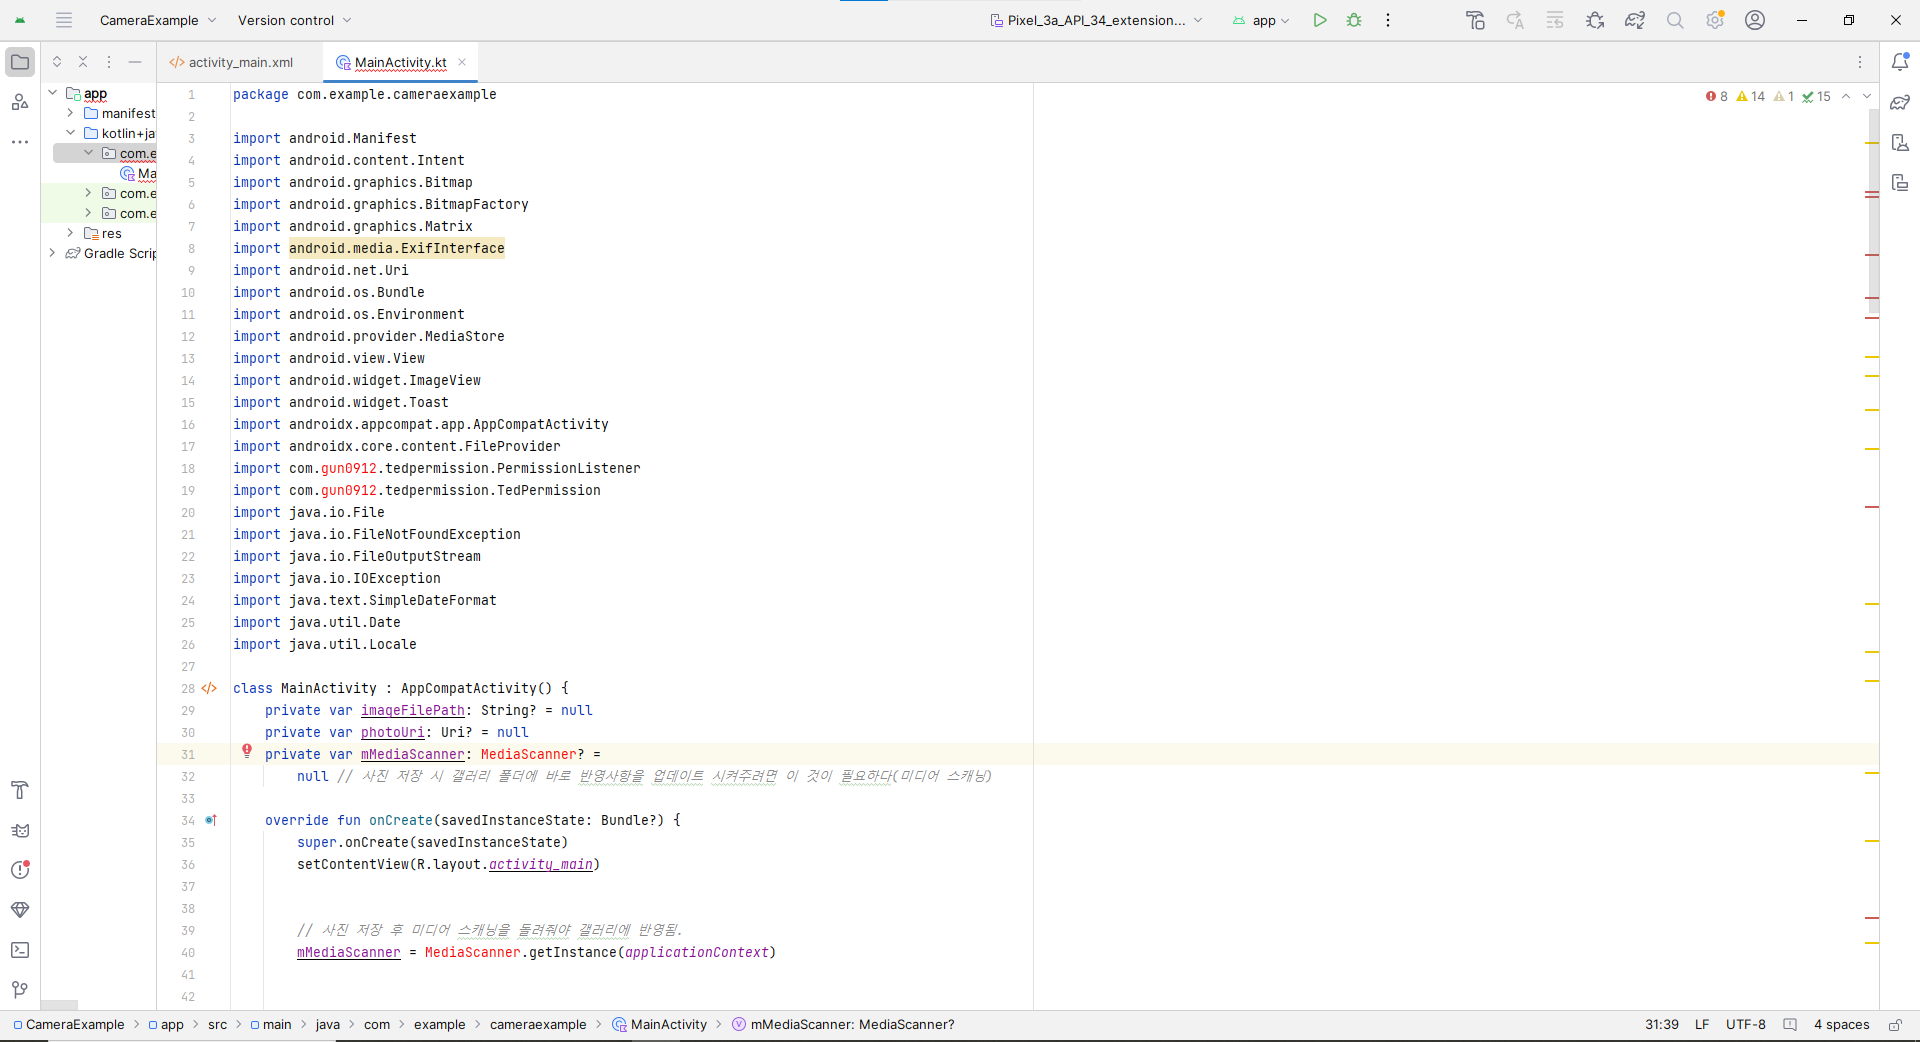 CameraExample
Version control
Pixel_3a_API_34_extension...
app
activity_main.xml
MainActivity.kt
8 14 1 15
app
manifest
kotlin+ja
com.e
Ma
com.e
com.e
res
Gradle Scrip
1 package com.example.cameraexample
2
3 import android.Manifest
4 import android.content.Intent
5 import android.graphics.Bitmap
6 import android.graphics.BitmapFactory
7 import android.graphics.Matrix
8 import android.media.ExifInterface
9 import android.net.Uri
10 import android.os.Bundle
11 import android.os.Environment
12 import android.provider.MediaStore
13 import android.view.View
14 import android.widget.ImageView
15 import android.widget.Toast
16 import androidx.appcompat.app.AppCompatActivity
17 import androidx.core.content.FileProvider
18 import com.gun0912.tedpermission.PermissionListener
19 import com.gun0912.tedpermission.TedPermission
20 import java.io.File
21 import java.io.FileNotFoundException
22 import java.io.FileOutputStream
23 import java.io.IOException
24 import java.text.SimpleDateFormat
25 import java.util.Date
26 import java.util.Locale
27
28 class MainActivity : AppCompatActivity() {
29 private var imageFilePath: String? = null
30 private var photoUri: Uri? = null
31 private var mMediaScanner: MediaScanner? =
32 null // 사진 저장 시 갤러리 폴더에 바로 반영사항을 업데이트 시켜주려면 이 것이 필요하다(미디어 스캐닝)
33
34 override fun onCreate(savedInstanceState: Bundle?) {
35 super.onCreate(savedInstanceState)
36 setContentView(R.layout.activity_main)
37
38
39 // 사진 저장 후 미디어 스캐닝을 돌려줘야 갤러리에 반영됨.
40 mMediaScanner = MediaScanner.getInstance(applicationContext)
41
42
CameraExample > app > src > main > java > com > example > cameraexample > MainActivity > mMediaScanner: MediaScanner?
31:39 LF UTF-8 4 spaces